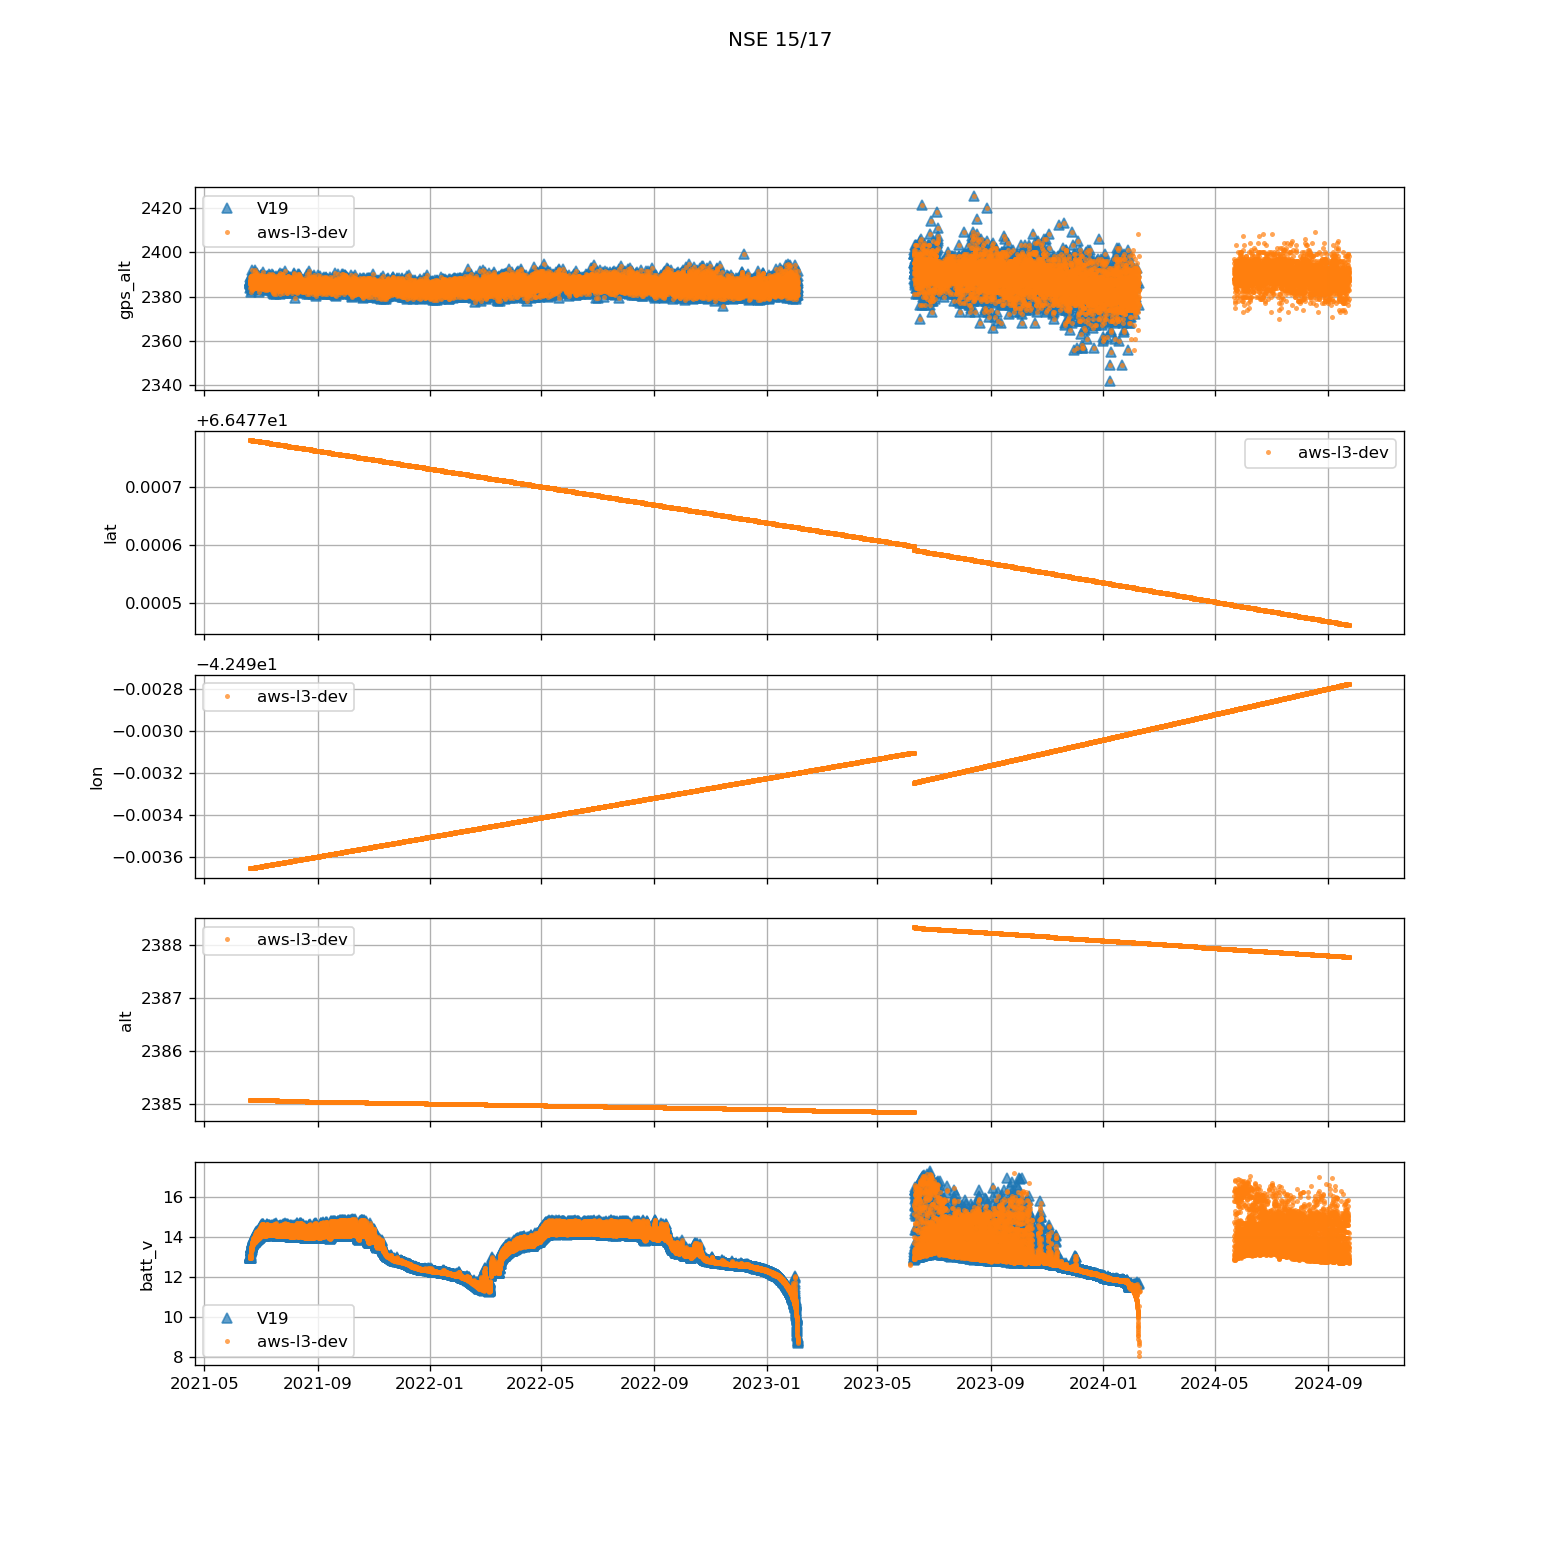 NSE 15/17
2420
2400
2380
2360
2340
gps_alt
V19
aws-l3-dev
+6.6477e1
0.0007
0.0006
0.0005
lat
aws-l3-dev
−4.249e1
−0.0028
−0.0030
−0.0032
−0.0034
−0.0036
lon
aws-l3-dev
2388
2387
2386
2385
alt
aws-l3-dev
16
14
12
10
8
batt_v
V19
aws-l3-dev
2021-05 2021-09 2022-01 2022-05 2022-09 2023-01 2023-05 2023-09 2024-01 2024-05 2024-09